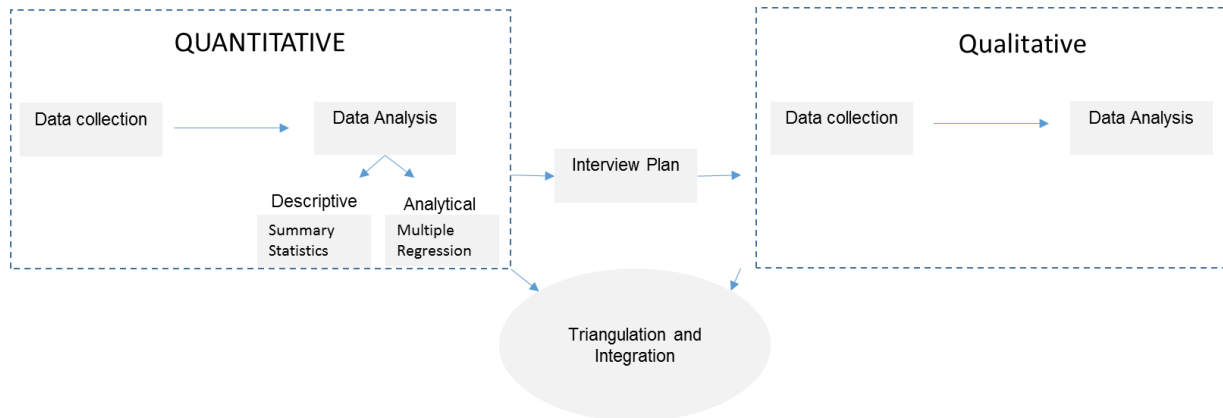 QUANTITATIVE
Data collection
Data Analysis
Descriptive
Summary
Statistics
Analytical
Multiple
Regression
Interview Plan
Qualitative
Data collection
Data Analysis
Triangulation and
Integration